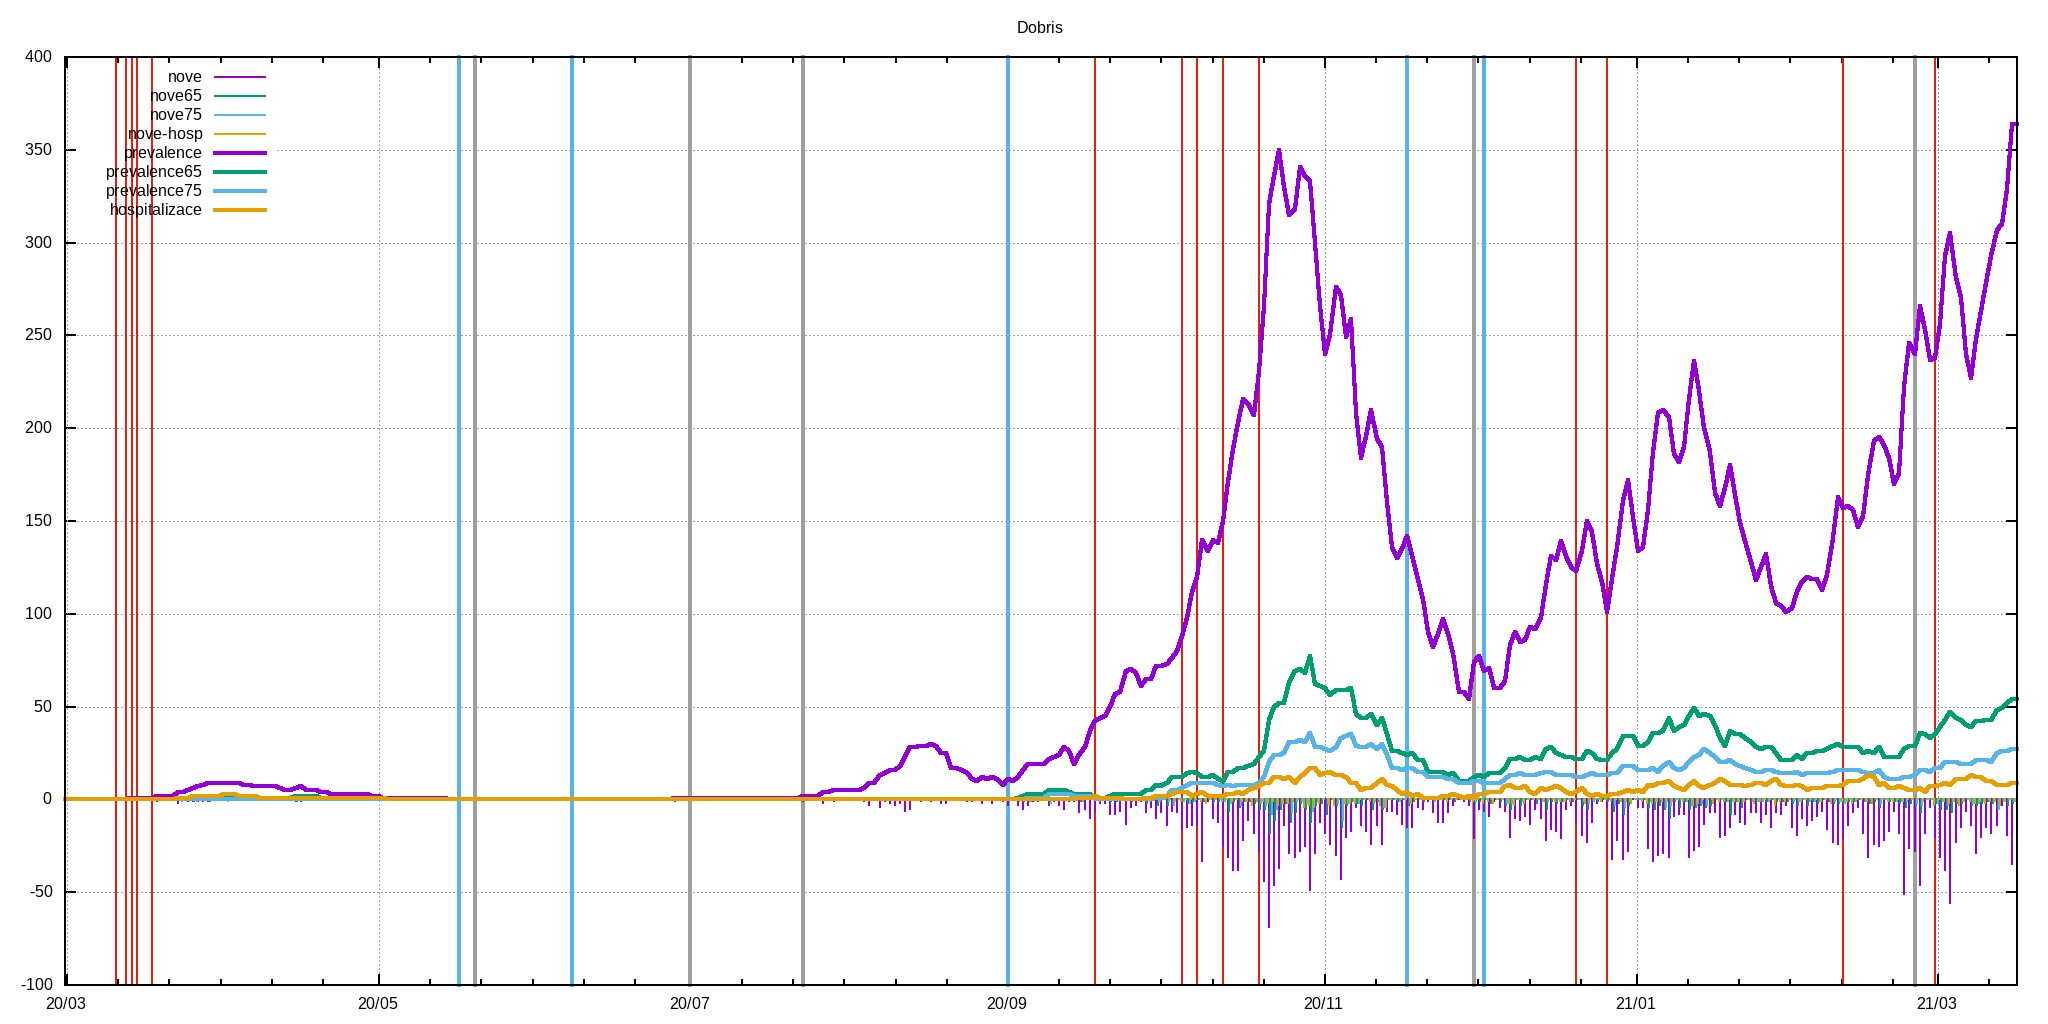 Dobris
400
350
300
250
200
150
100
50
0
-50
-100
nove
nove65
nove75
nove-hosp
prevalence
prevalence65
prevalence75
hospitalizace
20/03 20/05 20/07 20/09 20/11 21/01 21/03